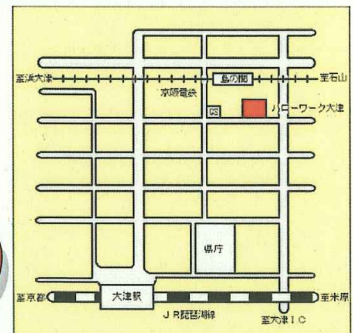 至浜大津
島の関
至石山
京阪電鉄
GS
ハローワーク大津
県庁
至京都
大津駅
至米原
JR琵琶湖線
至大津IC